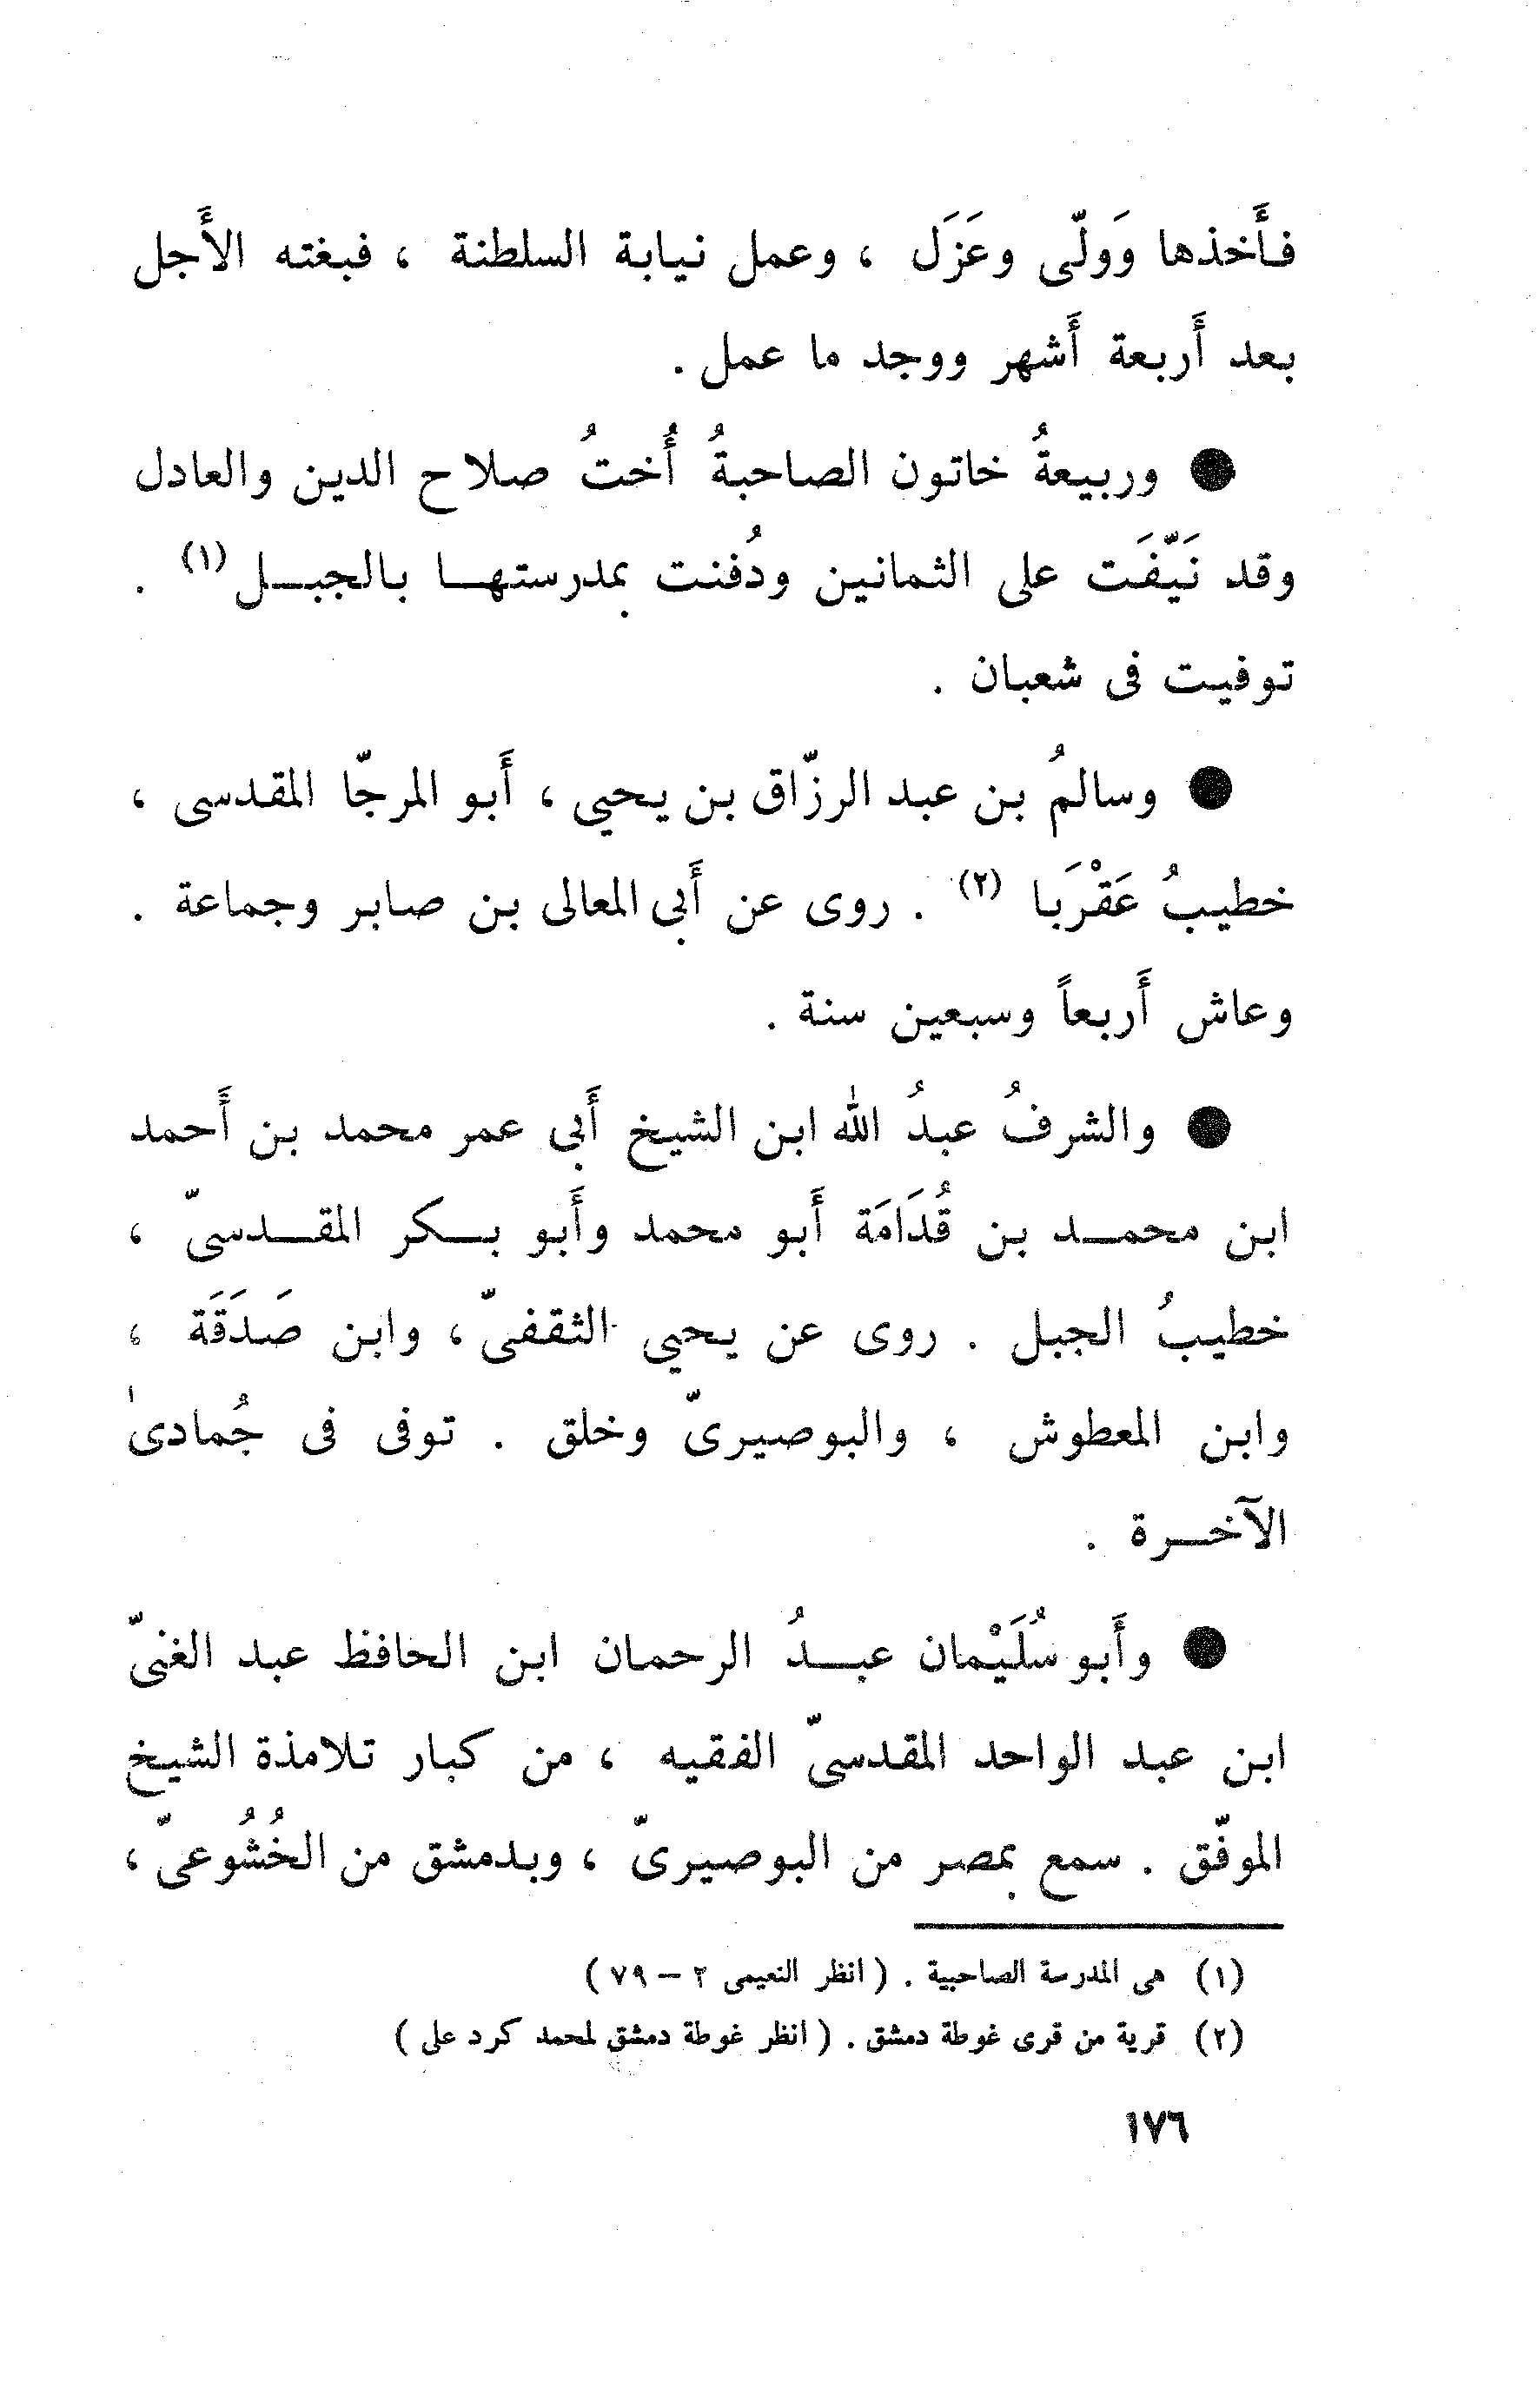 فأَخذها وَولّى وعَزَل ، وعمل نيابة السلطنة ، فبغته الأَجل
بعد أَربعة أَشهر ووجد ما عمل .
● وربيعةُ خاتون الصاحبةُ أُختُ صلاح الدين والعادل
وقد نَيّفَت على الثمانين ودُفنت بمدرستها بالجبل (١) .
توفيت فى شعبان .
● وسالمُ بن عبد الرزّاق بن يحيي ، أَبو المرجّا المقدسى ،
خطيبُ عَقْرَبا (٢) . روى عن أَبي المعالى بن صابر وجماعة .
وعاش أَربعاً وسبعين سنة .
● والشرفُ عبدُ الله ابن الشيخ أَبي عمر محمد بن أَحمد
ابن محمد بن قُدَامَة أَبو محمد وأَبو بكر المقدسىّ ،
خطيبُ الجبل . روى عن يحيي الثقفىّ ، وابن صَدَقَة ،
وابن المعطوش ، والبوصيرىّ وخلق . توفى فى جُمادىٰ
الآخرة .
● وأَبو سُلَيْمان عبدُ الرحمان ابن الحافظ عبد الغنىّ
ابن عبد الواحد المقدسىّ الفقيه ، من كبار تلامذة الشيخ
الموفّق . سمع بمصر من البوصيرىّ ، وبدمشق من الخُشُوعىّ ،
(١) هى المدرسة الصاحبية . ( انظر النعيمى ٢ – ٧٩ )
(٢) قرية من قرى غوطة دمشق . ( انظر غوطة دمشق لمحمد كرد على )
١٧٦